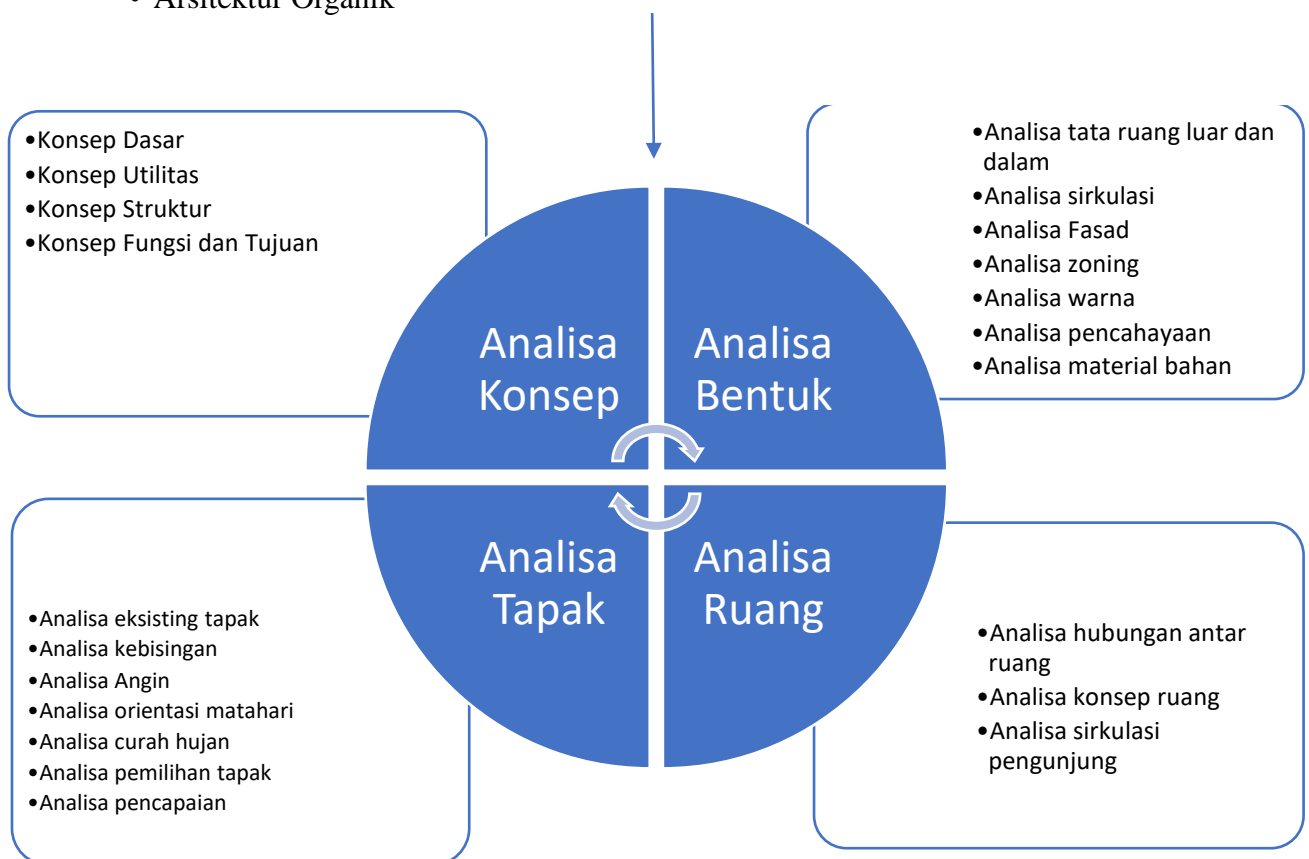 • Arsitektur Organik
•Konsep Dasar
•Konsep Utilitas
•Konsep Struktur
•Konsep Fungsi dan Tujuan
•Analisa tata ruang luar dan
dalam
•Analisa sirkulasi
•Analisa Fasad
•Analisa zoning
•Analisa warna
•Analisa pencahayaan
•Analisa material bahan
Analisa
Konsep
Analisa
Bentuk
Analisa
Tapak
Analisa
Ruang
•Analisa eksisting tapak
•Analisa kebisingan
•Analisa Angin
•Analisa orientasi matahari
•Analisa curah hujan
•Analisa pemilihan tapak
•Analisa pencapaian
•Analisa hubungan antar
ruang
•Analisa konsep ruang
•Analisa sirkulasi
pengunjung